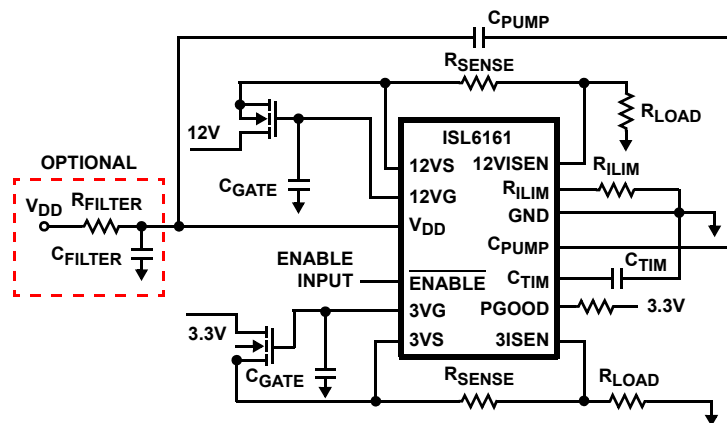 CPUMP
RSENSE
RLOAD
12V
ISL6161
OPTIONAL
12VS
12VISEN
RILIM
CGATE
12VG
RILIM
VDD
RFILTER
VDD
GND
CFILTER
CPUMP
ENABLE
INPUT
ENABLE
CTIM
CTIM
3VG
PGOOD
3.3V
3.3V
3VS
3ISEN
CGATE
RSENSE
RLOAD